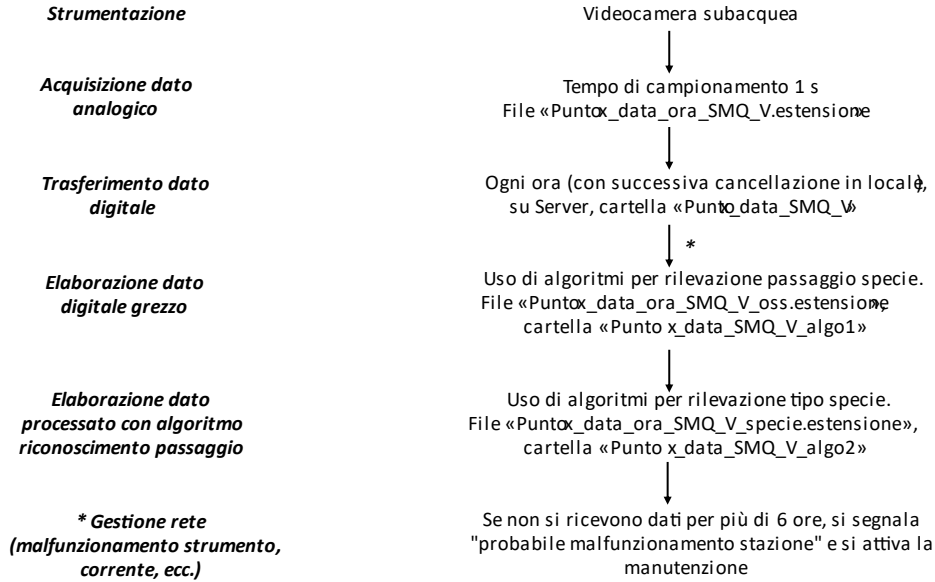 Strumentazione
Videocamera subacquea
Acquisizione dato
analogico
Tempo di campionamento 1 s
File «Puntox_data_ora_SMQ_V.estensione»
Trasferimento dato
digitale
Ogni ora (con successiva cancellazione in locale),
su Server, cartella «Puntox_data_SMQ_V»
*
Elaborazione dato
digitale grezzo
Uso di algoritmi per rilevazione passaggio specie.
File «Puntox_data_ora_SMQ_V_oss.estensione»,
cartella «Punto x_data_SMQ_V_algo1»
Elaborazione dato
processato con algoritmo
riconoscimento passaggio
Uso di algoritmi per rilevazione tipo specie.
File «Puntox_data_ora_SMQ_V_specie.estensione»,
cartella «Punto x_data_SMQ_V_algo2»
* Gestione rete
(malfunzionamento strumento,
corrente, ecc.)
Se non si ricevono dati per più di 6 ore, si segnala
"probabile malfunzionamento stazione" e si attiva la
manutenzione